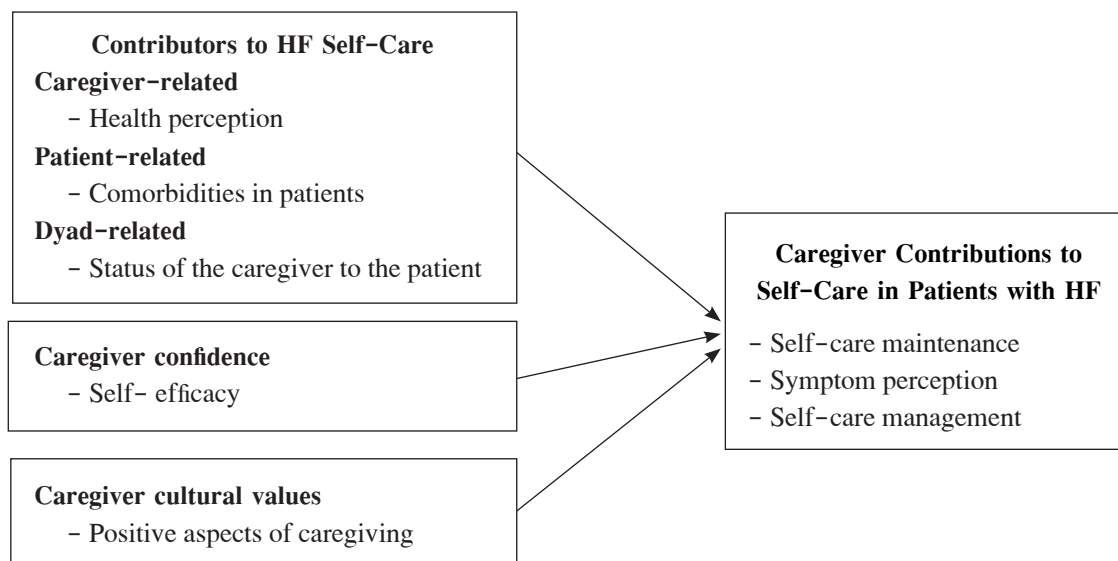 Contributors to HF Self-Care
Caregiver-related
- Health perception
Patient-related
- Comorbidities in patients
Dyad-related
- Status of the caregiver to the patient
Caregiver confidence
- Self- efficacy
Caregiver cultural values
- Positive aspects of caregiving
Caregiver Contributions to
Self-Care in Patients with HF
- Self-care maintenance
- Symptom perception
- Self-care management